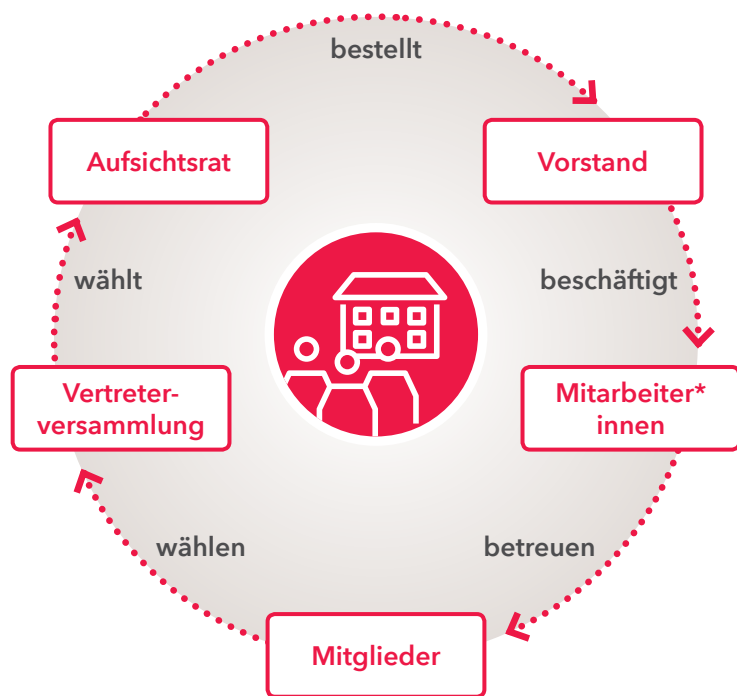 bestellt
Aufsichtsrat
Vorstand
wählt
beschäftigt
Vertreter-
versammlung
Mitarbeiter*
innen
wählen
betreuen
Mitglieder